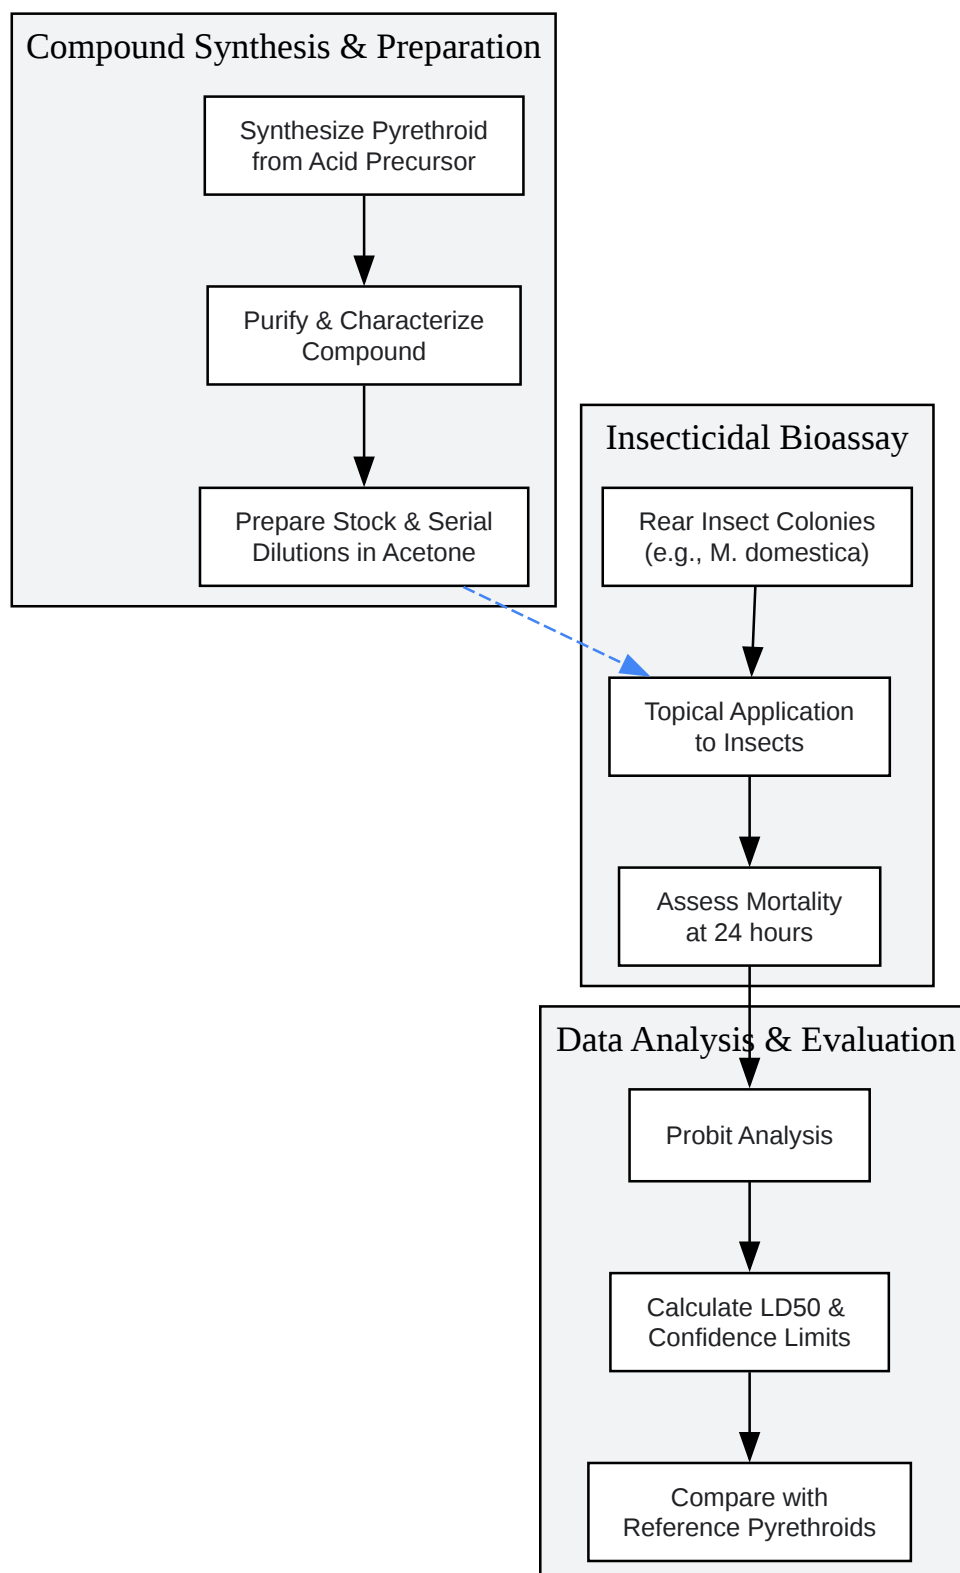 Compound Synthesis & Preparation
Synthesize Pyrethroid
from Acid Precursor
Purify & Characterize
Compound
Prepare Stock & Serial
Dilutions in Acetone
Insecticidal Bioassay
Rear Insect Colonies
(e.g., M. domestica)
Topical Application
to Insects
Assess Mortality
at 24 hours
Data Analysis & Evaluation
Probit Analysis
Calculate LD50 &
Confidence Limits
Compare with
Reference Pyrethroids